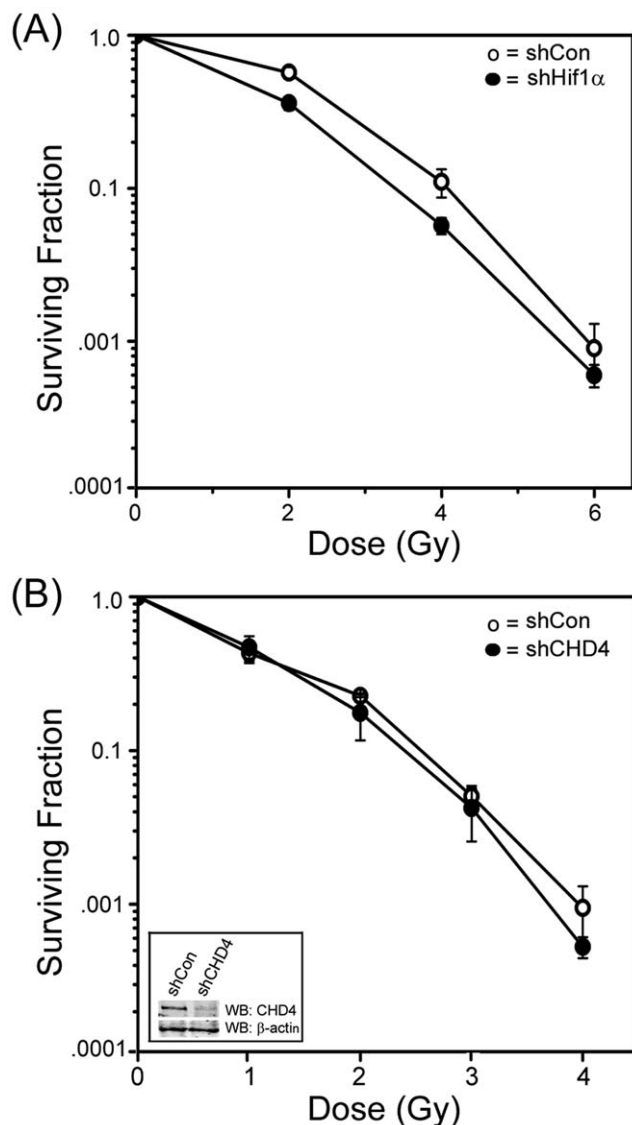 (A)
1.0
0.1
.001
.0001
Surviving Fraction
= shCon
= shHif1α
0
2
4
6
Dose (Gy)
(B)
1.0
0.1
.001
.0001
Surviving Fraction
= shCon
= shCHD4
shCon
shCHD4
WB: CHD4
WB: β-actin
0
1
2
3
4
Dose (Gy)